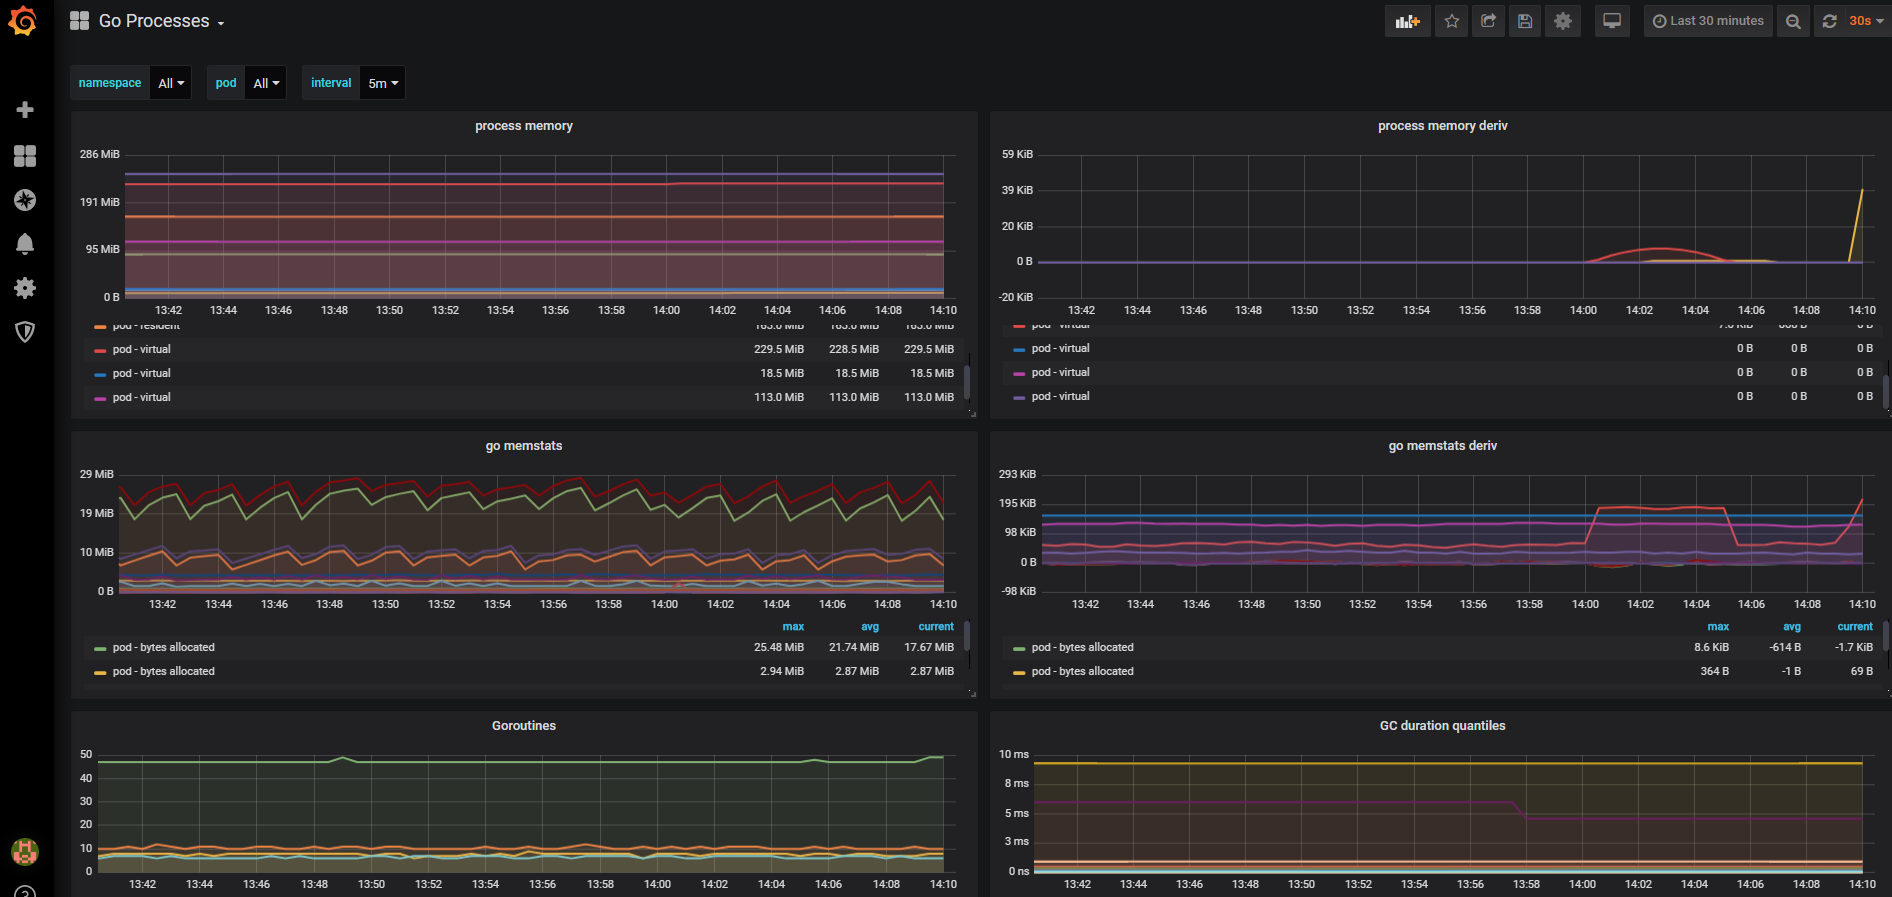 Go Processes
Last 30 minutes
30s
namespace All pod All interval 5m
process memory
286 MiB
191 MiB
95 MiB
0 B
13:42 13:44 13:46 13:48 13:50 13:52 13:54 13:56 13:58 14:00 14:02 14:04 14:06 14:08 14:10
pod - resident 163.0 MiB 163.0 MiB 163.0 MiB
pod - virtual 229.5 MiB 228.5 MiB 229.5 MiB
pod - virtual 18.5 MiB 18.5 MiB 18.5 MiB
pod - virtual 113.0 MiB 113.0 MiB 113.0 MiB
process memory deriv
59 KiB
39 KiB
20 KiB
0 B
-20 KiB
13:42 13:44 13:46 13:48 13:50 13:52 13:54 13:56 13:58 14:00 14:02 14:04 14:06 14:08 14:10
pod - virtual 0 B
pod - virtual 0 B 0 B 0 B
pod - virtual 0 B 0 B 0 B
pod - virtual 0 B 0 B 0 B
go memstats
29 MiB
19 MiB
10 MiB
0 B
13:42 13:44 13:46 13:48 13:50 13:52 13:54 13:56 13:58 14:00 14:02 14:04 14:06 14:08 14:10
max avg current
pod - bytes allocated 25.48 MiB 21.74 MiB 17.67 MiB
pod - bytes allocated 2.94 MiB 2.87 MiB 2.87 MiB
go memstats deriv
293 KiB
195 KiB
98 KiB
0 B
-98 KiB
13:42 13:44 13:46 13:48 13:50 13:52 13:54 13:56 13:58 14:00 14:02 14:04 14:06 14:08 14:10
max avg current
pod - bytes allocated 8.6 KiB -614 B -1.7 KiB
pod - bytes allocated 364 B -1 B 69 B
Goroutines
50
40
30
20
10
0
13:42 13:44 13:46 13:48 13:50 13:52 13:54 13:56 13:58 14:00 14:02 14:04 14:06 14:08 14:10
GC duration quantiles
10 ms
8 ms
5 ms
3 ms
0 ns
13:42 13:44 13:46 13:48 13:50 13:52 13:54 13:56 13:58 14:00 14:02 14:04 14:06 14:08 14:10